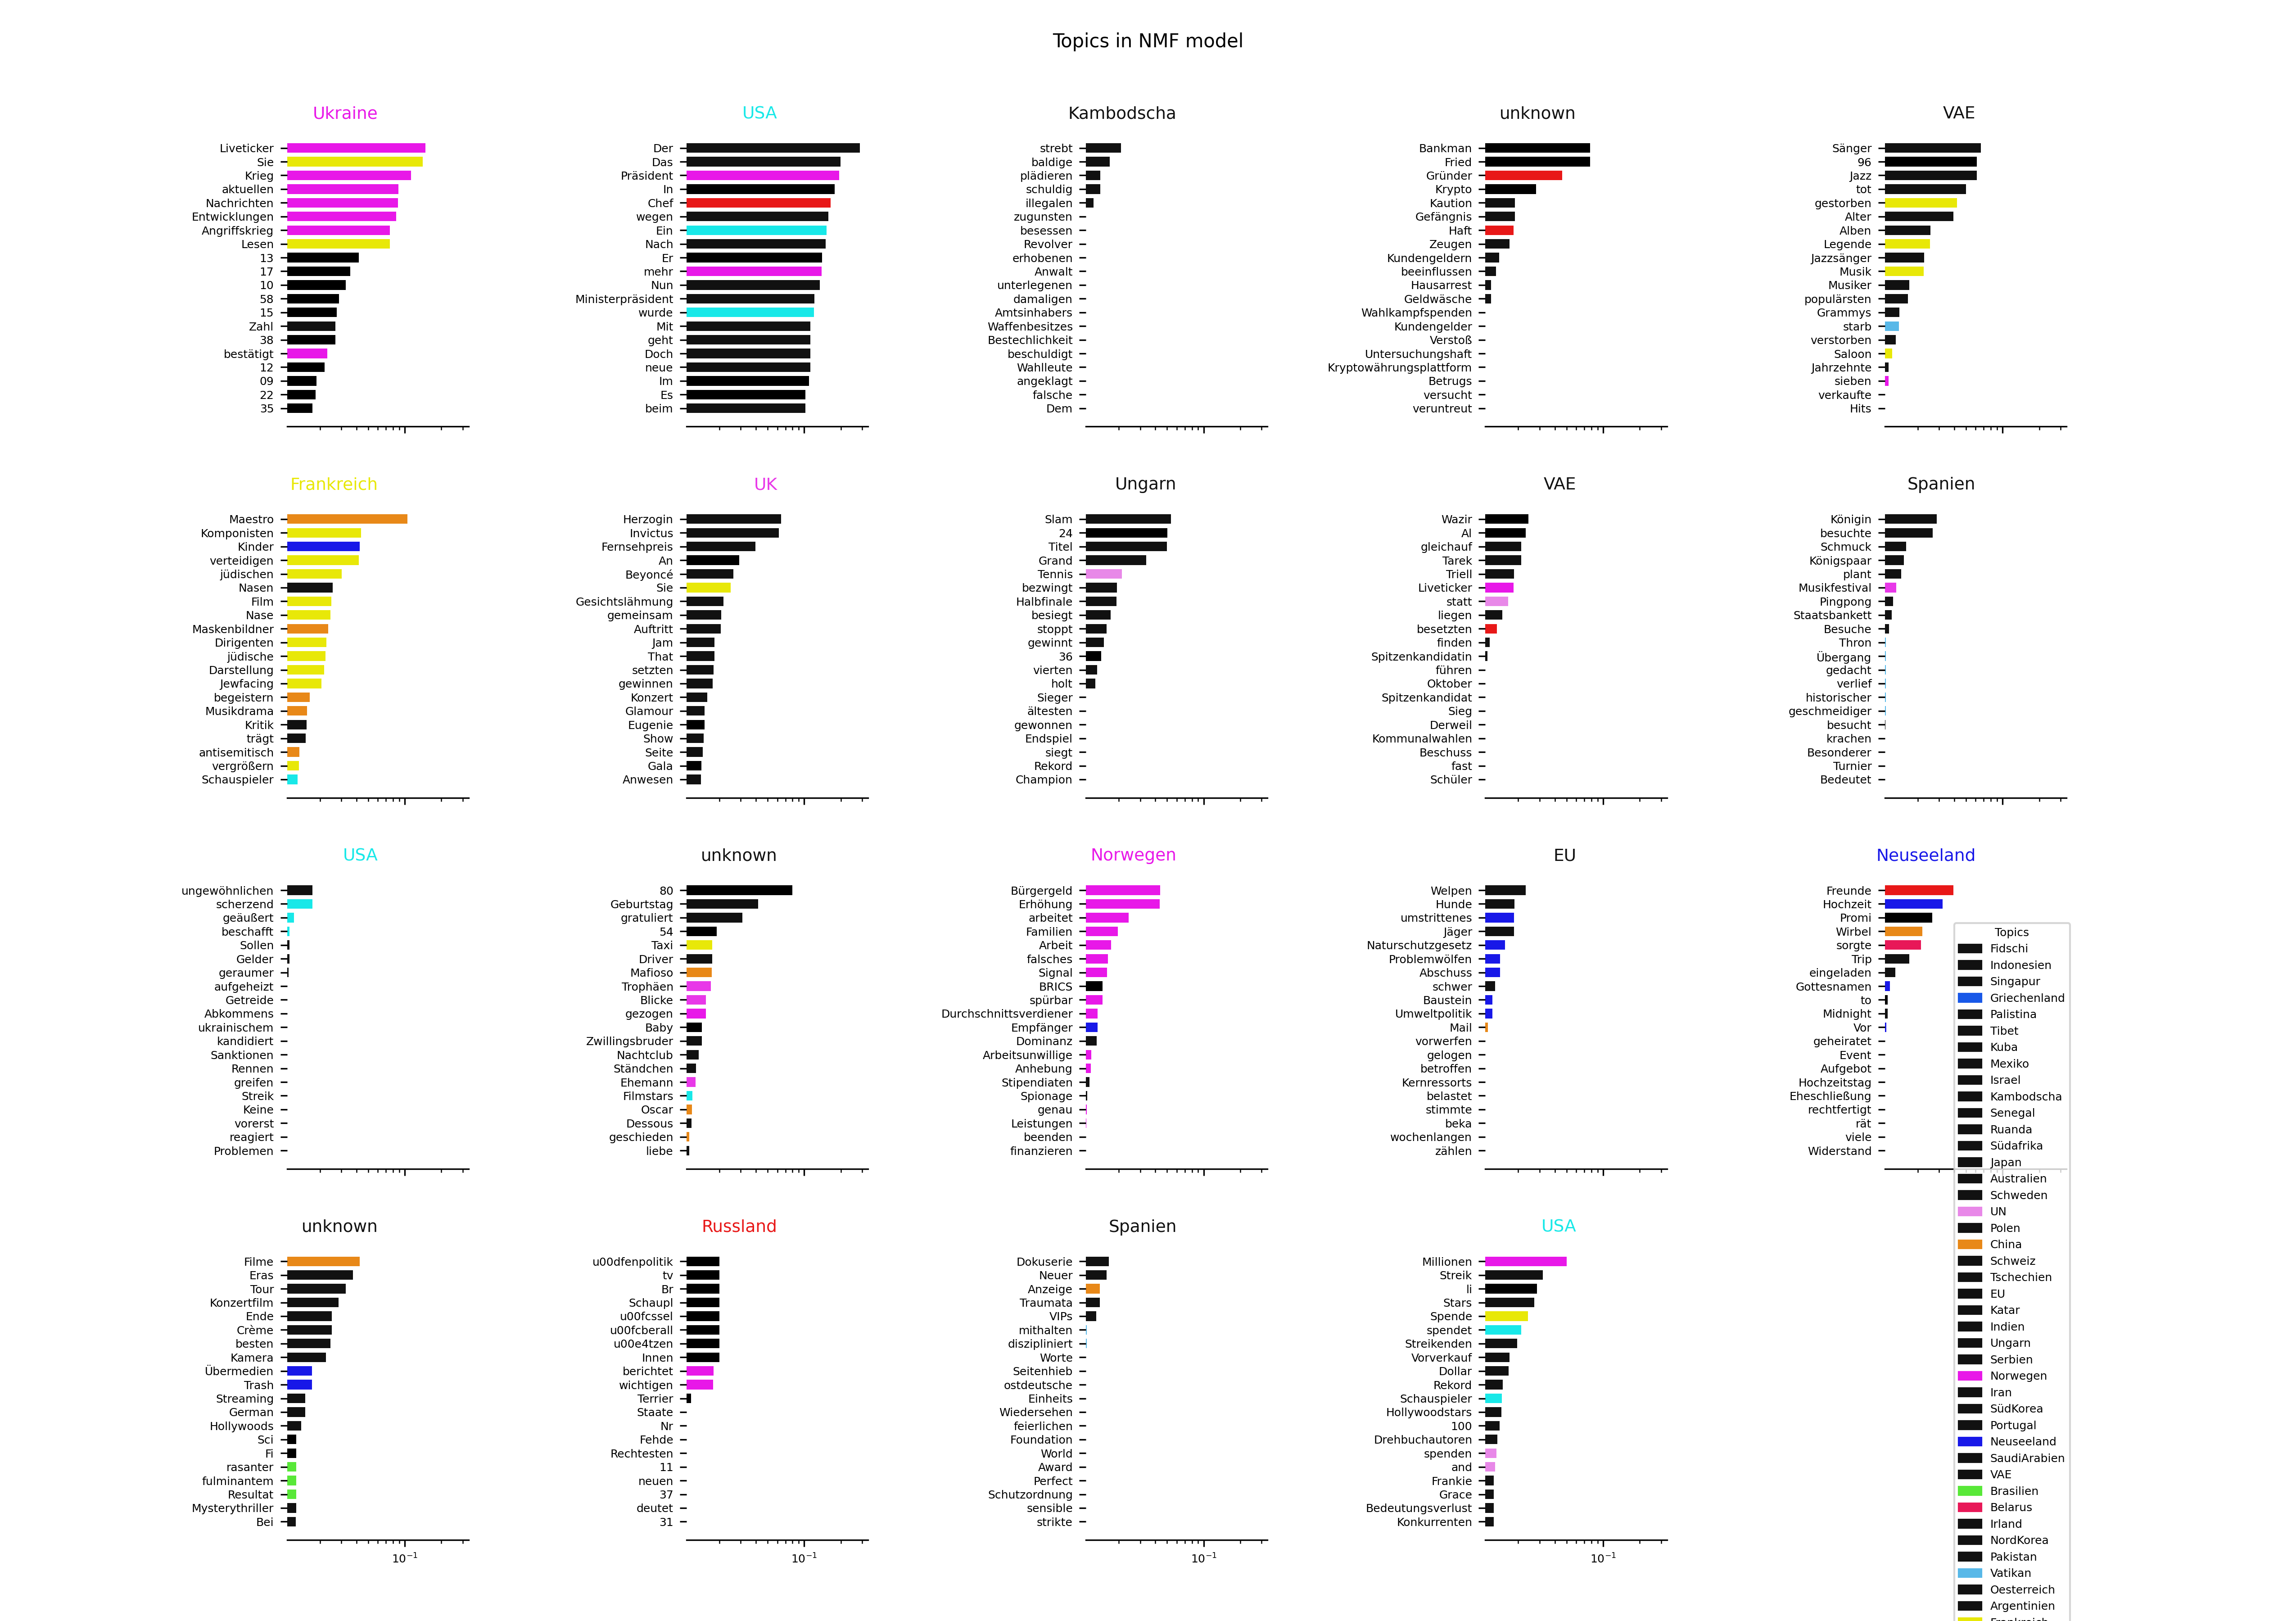 Topics in NMF model
Ukraine
Liveticker
Sie
Krieg
aktuellen
Nachrichten
Entwicklungen
Angriffskrieg
Lesen
13
17
10
58
15
Zahl
38
bestätigt
12
09
22
35
USA
Der
Das
Präsident
In
Chef
wegen
Ein
Nach
Er
mehr
Nun
Ministerpräsident
wurde
Mit
geht
Doch
neue
Im
Es
beim
Kambodscha
strebt
baldige
plädieren
schuldig
illegalen
zugunsten
besessen
Revolver
erhobenen
Anwalt
unterlegenen
damaligen
Amtsinhabers
Waffenbesitzes
Bestechlichkeit
beschuldigt
Wahlleute
angeklagt
falsche
Dem
unknown
Bankman
Fried
Gründer
Krypto
Kaution
Gefängnis
Haft
Zeugen
Kundengeldern
beeinflussen
Hausarrest
Geldwäsche
Wahlkampfspenden
Kundengelder
Verstoß
Untersuchungshaft
Kryptowährungsplattform
Betrugs
versucht
veruntreut
VAE
Sänger
96
Jazz
tot
gestorben
Alter
Alben
Legende
Jazzsänger
Musik
Musiker
populärsten
Grammys
starb
verstorben
Saloon
Jahrzehnte
sieben
verkaufte
Hits
Frankreich
Maestro
Komponisten
Kinder
verteidigen
jüdischen
Nasen
Film
Nase
Maskenbildner
Dirigenten
jüdische
Darstellung
Jewfacing
begeistern
Musikdrama
Kritik
trägt
antisemitisch
vergrößern
Schauspieler
UK
Herzogin
Invictus
Fernsehpreis
An
Beyoncé
Sie
Gesichtslähmung
gemeinsam
Auftritt
Jam
That
setzten
gewinnen
Konzert
Glamour
Eugenie
Show
Seite
Gala
Anwesen
Ungarn
Slam
24
Titel
Grand
Tennis
bezwingt
Halbfinale
besiegt
stoppt
gewinnt
36
vierten
holt
Sieger
ältesten
gewonnen
Endspiel
siegt
Rekord
Champion
VAE
Wazir
Al
gleichauf
Tarek
Triell
Liveticker
statt
liegen
besetzten
finden
Spitzenkandidatin
führen
Oktober
Spitzenkandidat
Sieg
Derweil
Kommunalwahlen
Beschuss
fast
Schüler
Spanien
Königin
besuchte
Schmuck
Königspaar
plant
Musikfestival
Pingpong
Staatsbankett
Besuche
Thron
Übergang
gedacht
verlief
historischer
geschmeidiger
besucht
krachen
Besonderer
Turnier
Bedeutet
USA
ungewöhnlichen
scherzend
geäußert
beschafft
Sollen
Gelder
geraumer
aufgeheizt
Getreide
Abkommens
ukrainischem
kandidiert
Sanktionen
Rennen
greifen
Streik
Keine
vorerst
reagiert
Problemen
unknown
80
Geburtstag
gratuliert
54
Taxi
Driver
Mafioso
Trophäen
Blicke
gezogen
Baby
Zwillingsbruder
Nachtclub
Ständchen
Ehemann
Filmstars
Oscar
Dessous
geschieden
liebe
Norwegen
Bürgergeld
Erhöhung
arbeitet
Familien
Arbeit
falsches
Signal
BRICS
spürbar
Durchschnittsverdiener
Empfänger
Dominanz
Arbeitsunwillige
Anhebung
Stipendiaten
Spionage
genau
Leistungen
beenden
finanzieren
EU
Welpen
Hunde
umstrittenes
Jäger
Naturschutzgesetz
Problemwölfen
Abschuss
schwer
Baustein
Umweltpolitik
Mail
vorwerfen
gelogen
betroffen
Kernressorts
belastet
stimmte
beka
wochenlangen
zählen
Neuseeland
Freunde
Hochzeit
Promi
Wirbel
sorgte
Trip
eingeladen
Gottesnamen
to
Midnight
Vor
geheiratet
Event
Aufgebot
Hochzeitstag
Eheschließung
rechtfertigt
rät
viele
Widerstand
unknown
Filme
Eras
Tour
Konzertfilm
Ende
Crème
besten
Kamera
Übermedien
Trash
Streaming
German
Hollywoods
Sci
Fi
rasanter
fulminantem
Resultat
Mysterythriller
Bei
10⁻¹
Russland
u00dfenpolitik
tv
Br
Schaupl
u00fcssel
u00fcberall
u00e4tzen
Innen
berichtet
wichtigen
Terrier
Staate
Nr
Fehde
Rechtesten
11
neuen
37
deutet
31
10⁻¹
Spanien
Dokuserie
Neuer
Anzeige
Traumata
VIPs
mithalten
diszipliniert
Worte
Seitenhieb
ostdeutsche
Einheits
Wiedersehen
feierlichen
Foundation
World
Award
Perfect
Schutzordnung
sensible
strikte
10⁻¹
USA
Millionen
Streik
li
Stars
Spende
spendet
Streikenden
Vorverkauf
Dollar
Rekord
Schauspieler
Hollywoodstars
100
Drehbuchautoren
spenden
and
Frankie
Grace
Bedeutungsverlust
Konkurrenten
10⁻¹
Topics
Fidschi
Indonesien
Singapur
Griechenland
Palistina
Tibet
Kuba
Mexiko
Israel
Kambodscha
Senegal
Ruanda
Südafrika
Japan
Australien
Schweden
UN
Polen
China
Schweiz
Tschechien
EU
Katar
Indien
Ungarn
Serbien
Norwegen
Iran
SüdKorea
Portugal
Neuseeland
SaudiArabien
VAE
Brasilien
Belarus
Irland
NordKorea
Pakistan
Vatikan
Oesterreich
Argentinien
Frankreich